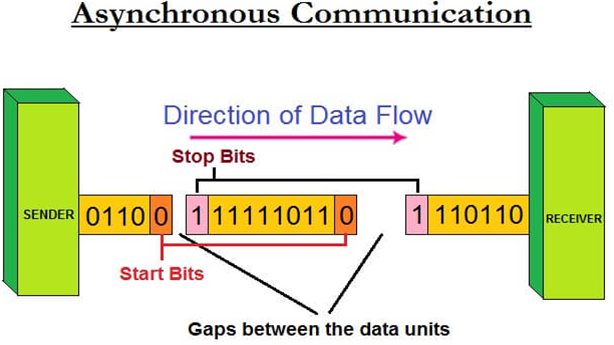 Asynchronous Communication
Direction of Data Flow
Stop Bits
SENDER 0110 0 1 11111011 0 1 110110 RECEIVER
Start Bits
Gaps between the data units